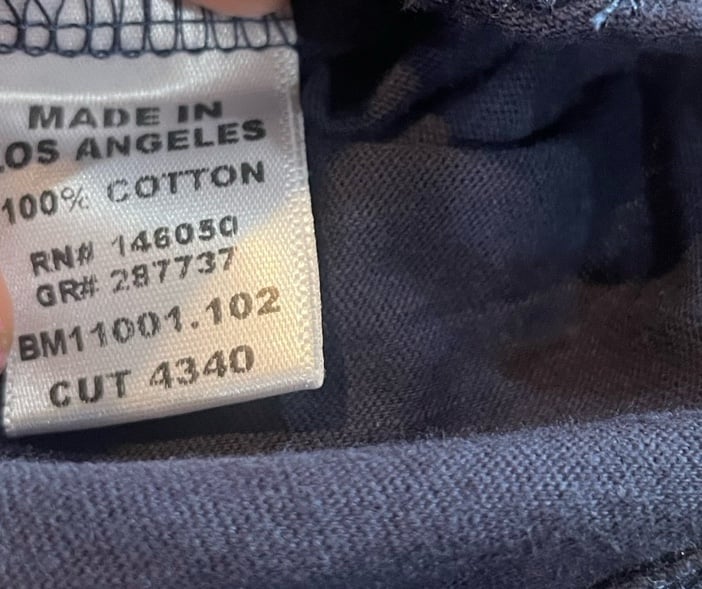 MADE IN
LOS ANGELES
100% COTTON
RN# 146050
GR# 287737
BM11001.102
CUT 4340